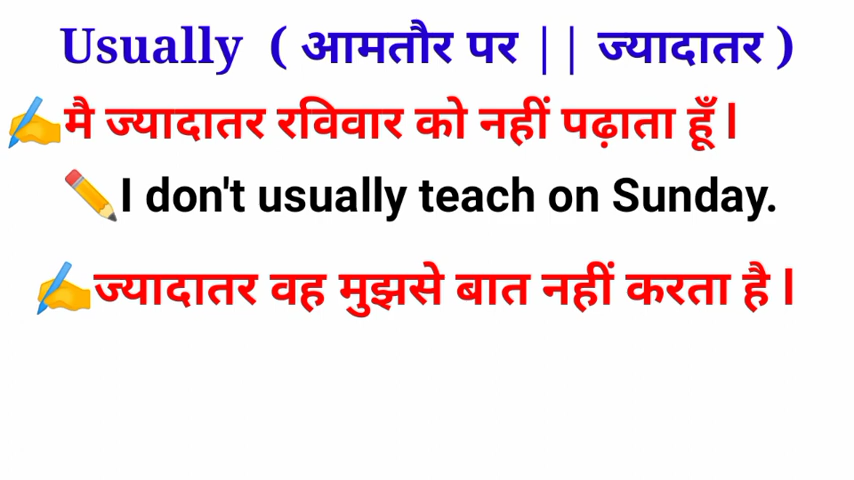 Usually ( आमतौर पर || ज्यादातर )
✍️मै ज्यादातर रविवार को नहीं पढ़ाता हूँ l
✏️I don't usually teach on Sunday.
✍️ज्यादातर वह मुझसे बात नहीं करता है l